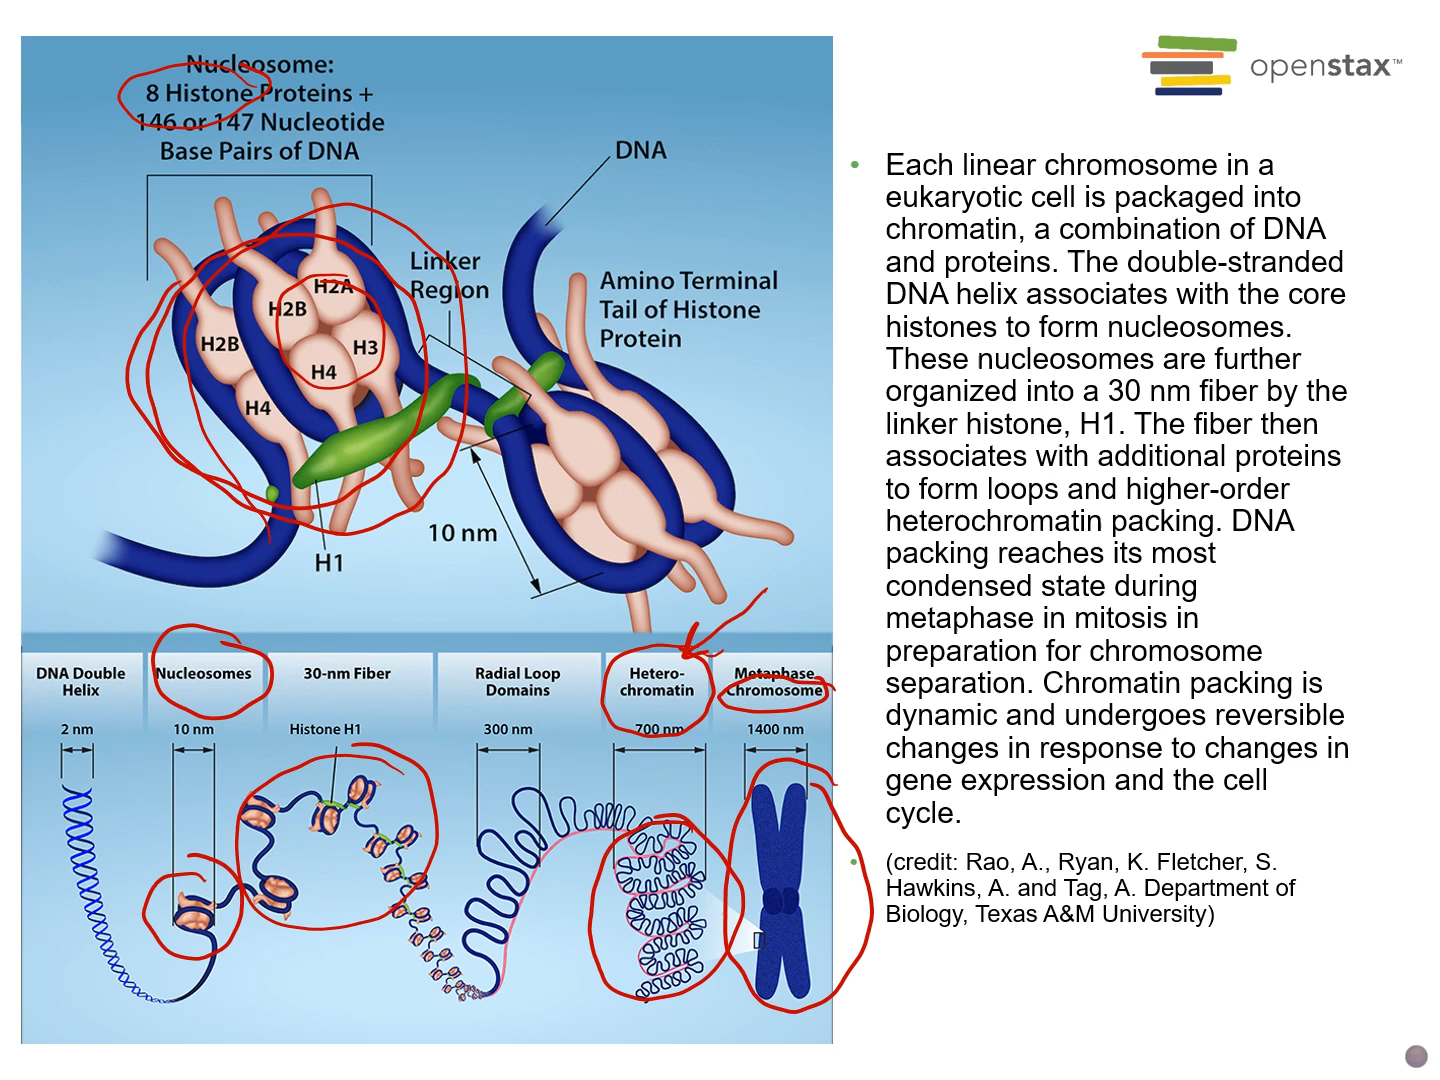 Nucleosome:
8 Histone Proteins +
146 or 147 Nucleotide
Base Pairs of DNA
DNA
Linker
Region
Amino Terminal
Tail of Histone
Protein
H2A
H2B
H2B
H3
H4
H4
10 nm
H1
DNA Double
Helix
Nucleosomes
30-nm Fiber
Radial Loop
Domains
Hetero-
chromatin
Metaphase
Chromosome
2 nm
10 nm
Histone H1
300 nm
700 nm
1400 nm
openstax™
• Each linear chromosome in a
eukaryotic cell is packaged into
chromatin, a combination of DNA
and proteins. The double-stranded
DNA helix associates with the core
histones to form nucleosomes.
These nucleosomes are further
organized into a 30 nm fiber by the
linker histone, H1. The fiber then
associates with additional proteins
to form loops and higher-order
heterochromatin packing. DNA
packing reaches its most
condensed state during
metaphase in mitosis in
preparation for chromosome
separation. Chromatin packing is
dynamic and undergoes reversible
changes in response to changes in
gene expression and the cell
cycle.
• (credit: Rao, A., Ryan, K. Fletcher, S.
Hawkins, A. and Tag, A. Department of
Biology, Texas A&M University)